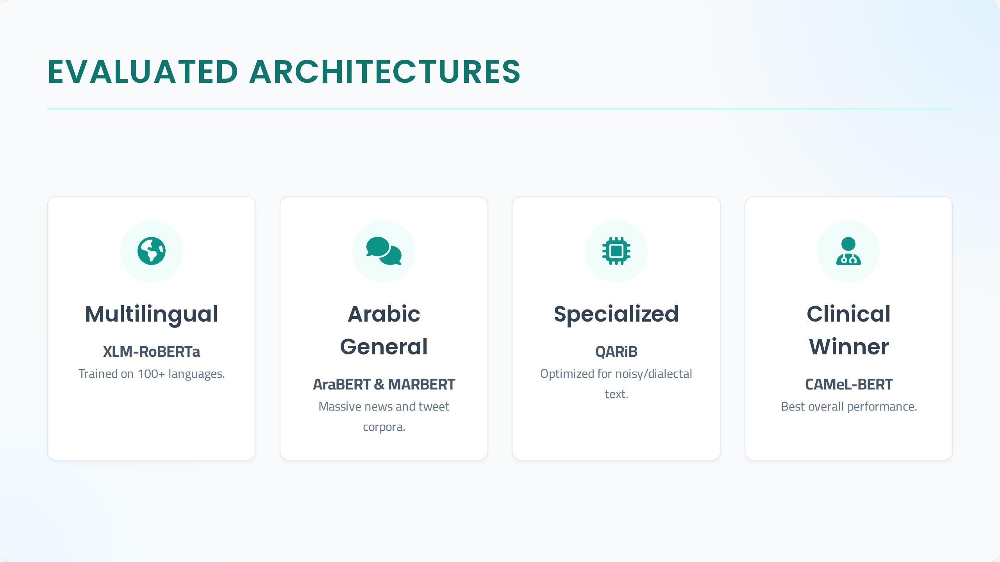 EVALUATED ARCHITECTURES
Multilingual
XLM-RoBERTa
Trained on 100+ languages.
Arabic
General
AraBERT & MARBERT
Massive news and tweet
corpora.
Specialized
QARiB
Optimized for noisy/dialectal
text.
Clinical
Winner
CAMeL-BERT
Best overall performance.